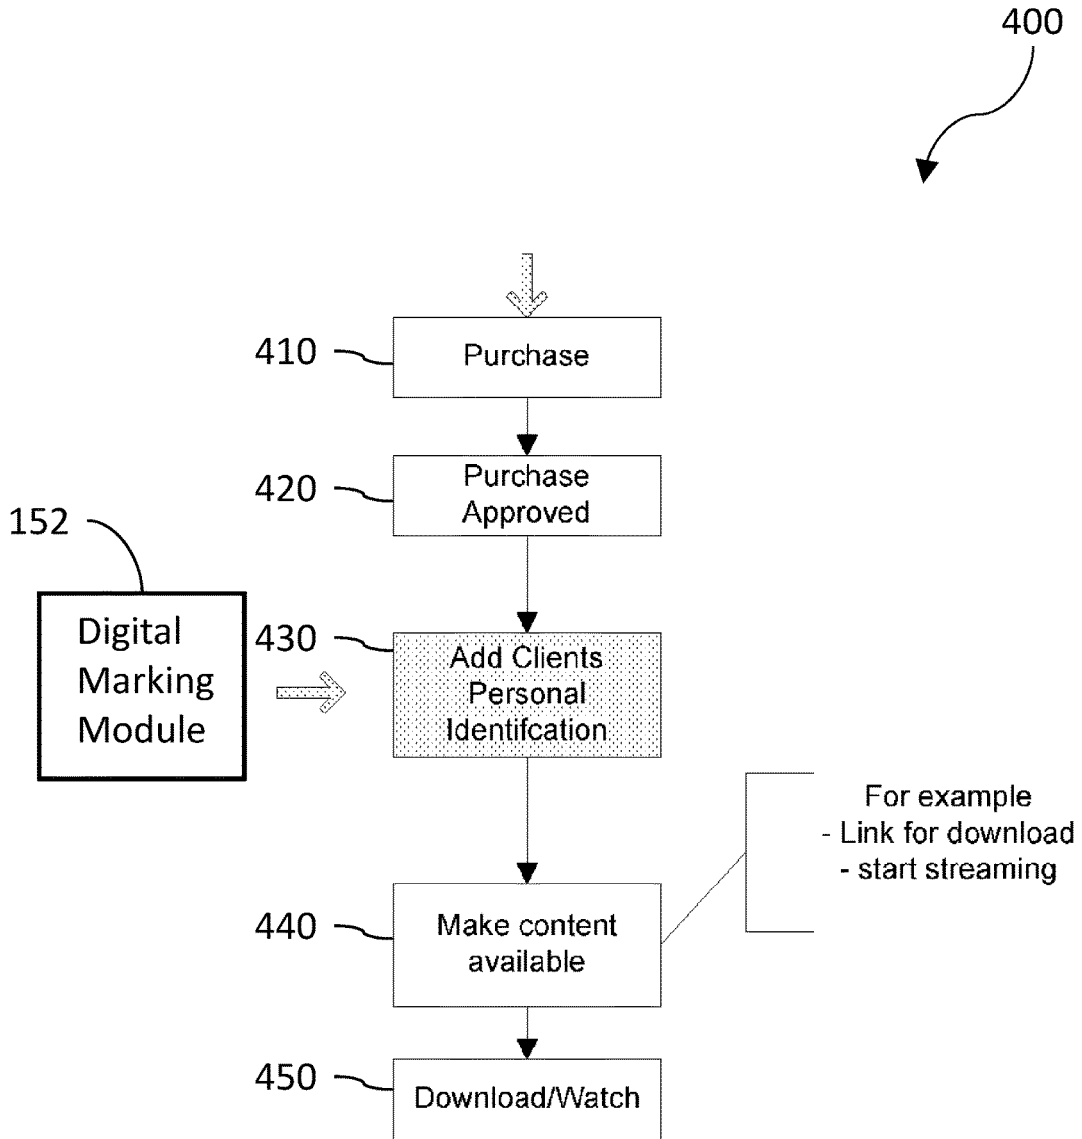 400
410
Purchase
420
Purchase
Approved
152
Digital
Marking
Module
430
Add Clients
Personal
Identifcation
For example
- Link for download
- start streaming
440
Make content
available
450
Download/Watch